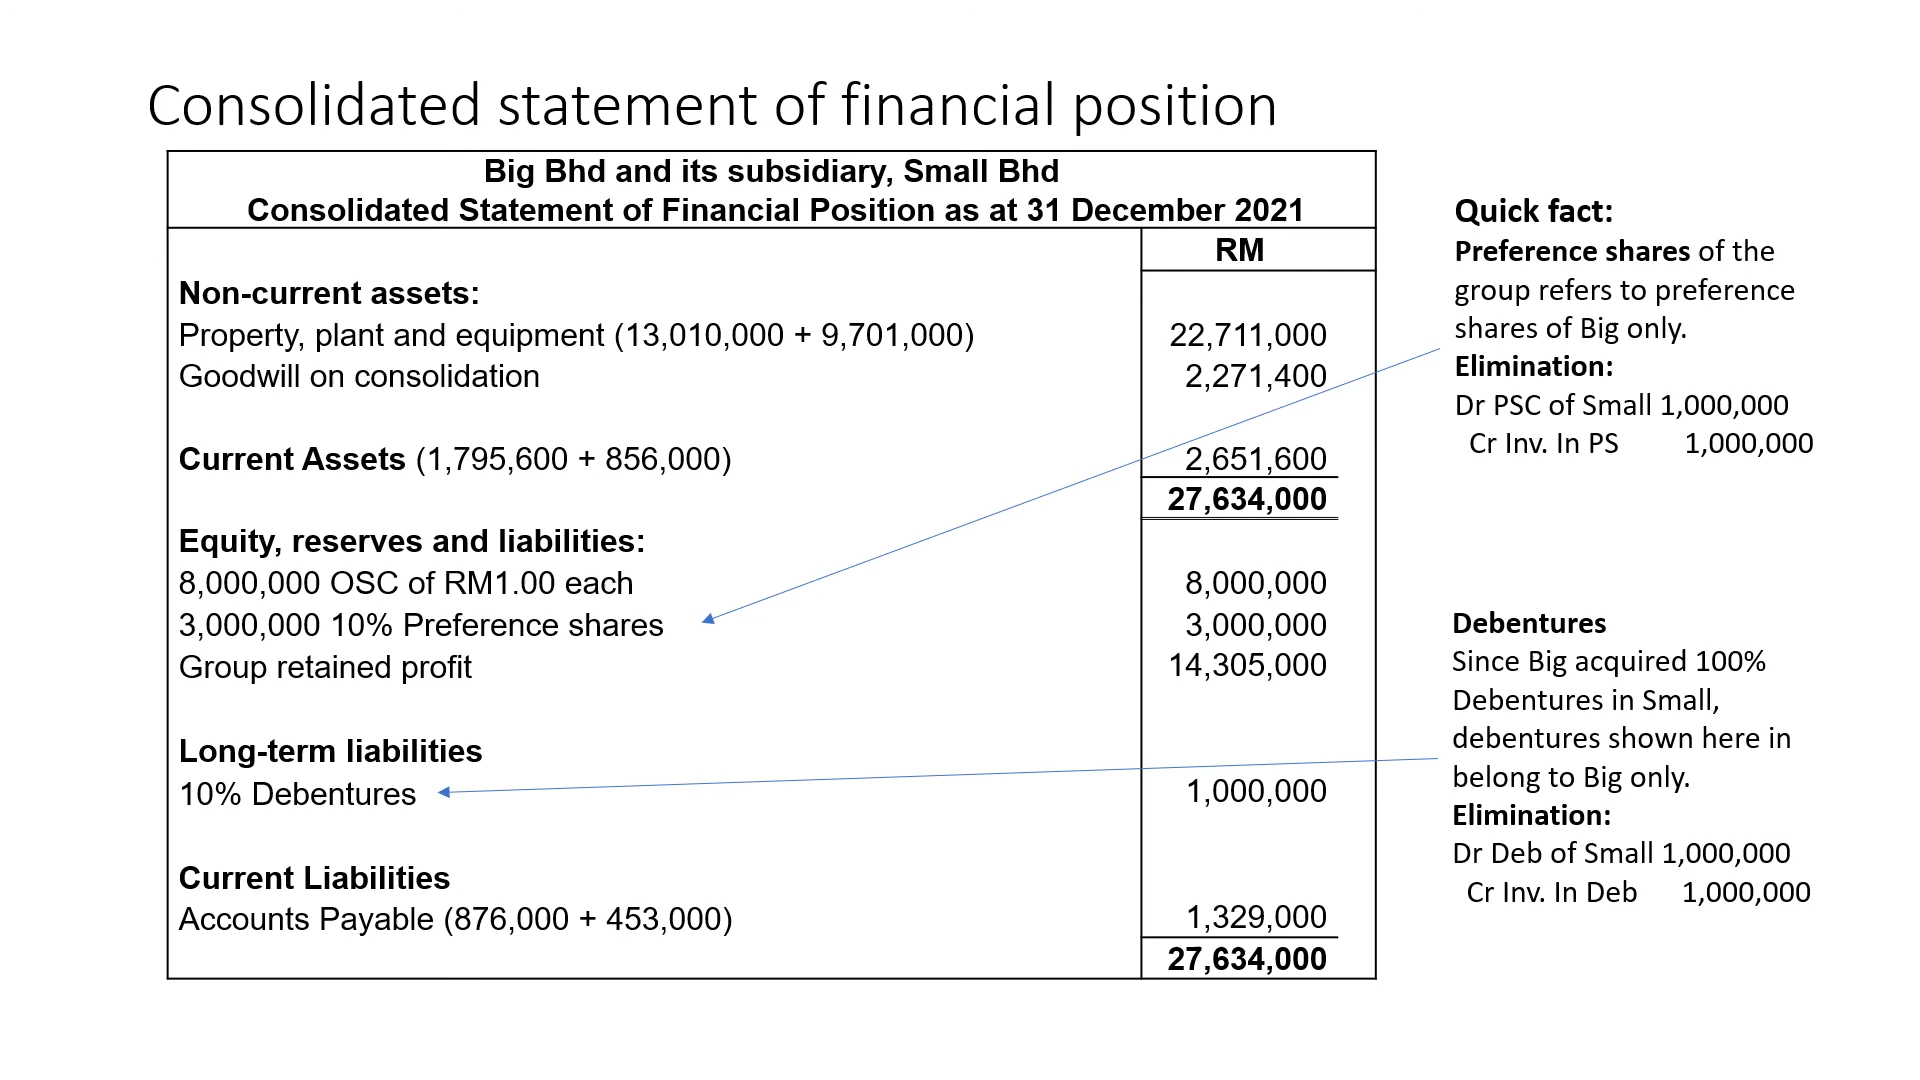 Consolidated statement of financial position
Big Bhd and its subsidiary, Small Bhd
Consolidated Statement of Financial Position as at 31 December 2021
RM
Non-current assets:
Property, plant and equipment (13,010,000 + 9,701,000) 22,711,000
Goodwill on consolidation 2,271,400
Current Assets (1,795,600 + 856,000) 2,651,600
27,634,000
Equity, reserves and liabilities:
8,000,000 OSC of RM1.00 each 8,000,000
3,000,000 10% Preference shares 3,000,000
Group retained profit 14,305,000
Long-term liabilities
10% Debentures 1,000,000
Current Liabilities
Accounts Payable (876,000 + 453,000) 1,329,000
27,634,000
Quick fact:
Preference shares of the
group refers to preference
shares of Big only.
Elimination:
Dr PSC of Small 1,000,000
Cr Inv. In PS 1,000,000
Debentures
Since Big acquired 100%
Debentures in Small,
debentures shown here in
belong to Big only.
Elimination:
Dr Deb of Small 1,000,000
Cr Inv. In Deb 1,000,000